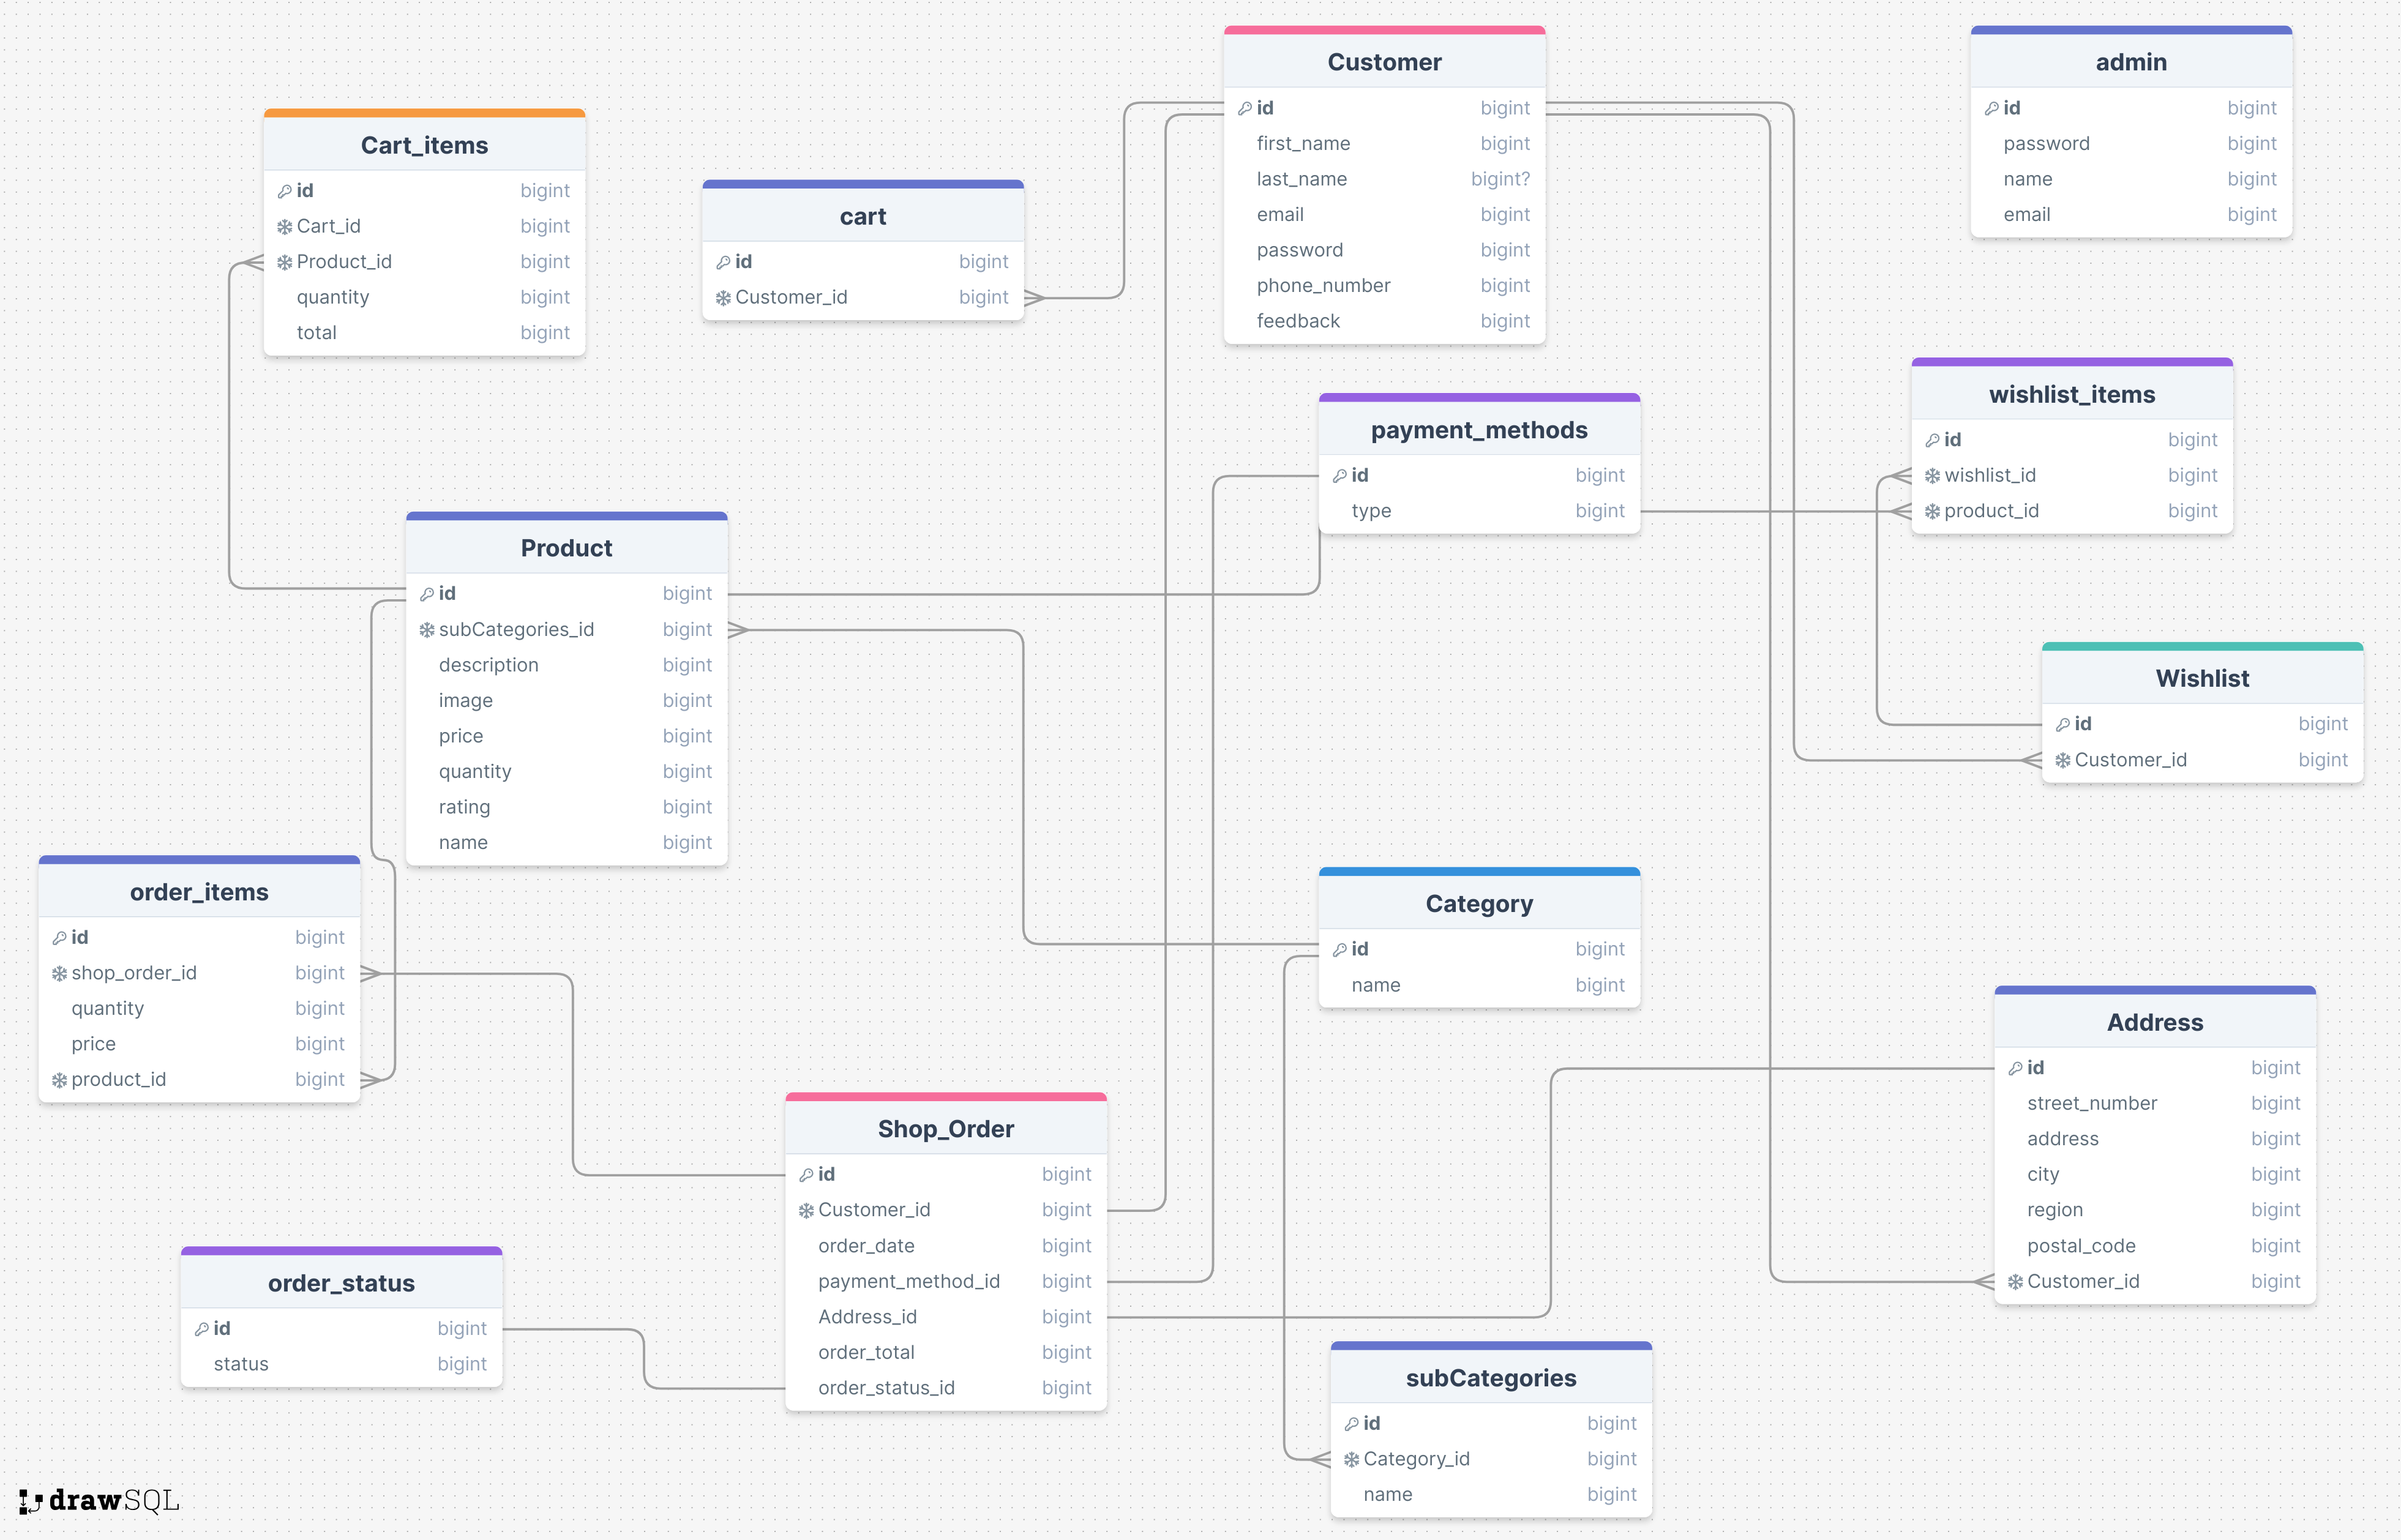 Customer
id bigint
first_name bigint
last_name bigint?
email bigint
password bigint
phone_number bigint
feedback bigint
admin
id bigint
password bigint
name bigint
email bigint
Cart_items
id bigint
Cart_id bigint
Product_id bigint
quantity bigint
total bigint
cart
id bigint
Customer_id bigint
wishlist_items
id bigint
wishlist_id bigint
product_id bigint
payment_methods
id bigint
type bigint
Product
id bigint
subCategories_id bigint
description bigint
image bigint
price bigint
quantity bigint
rating bigint
name bigint
Wishlist
id bigint
Customer_id bigint
order_items
id bigint
shop_order_id bigint
quantity bigint
price bigint
product_id bigint
Category
id bigint
name bigint
Address
id bigint
street_number bigint
address bigint
city bigint
region bigint
postal_code bigint
Customer_id bigint
Shop_Order
id bigint
Customer_id bigint
order_date bigint
payment_method_id bigint
Address_id bigint
order_total bigint
order_status_id bigint
order_status
id bigint
status bigint
subCategories
id bigint
Category_id bigint
name bigint
drawSQL